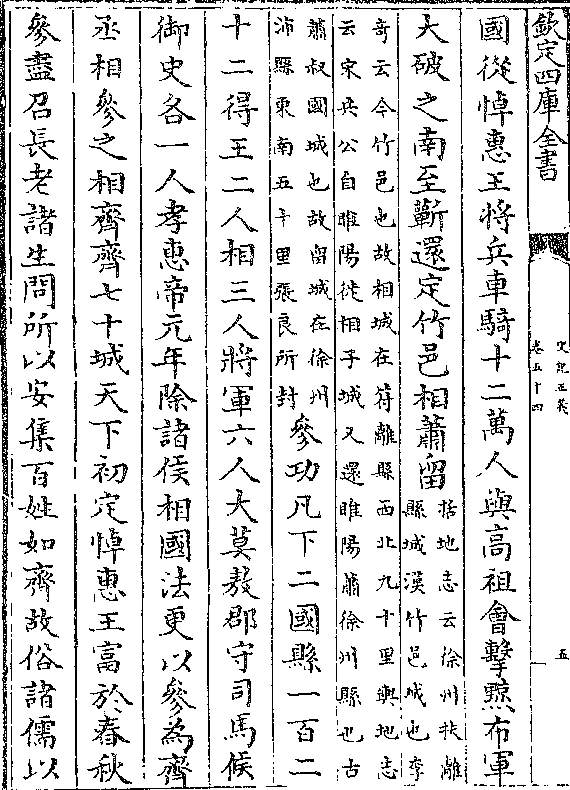 欽定四庫全書
史記正義
卷五十四
五
國從悼惠王將兵車騎十二萬人與高祖會擊黥布軍
大破之南至蘄還定竹邑相蕭留
括地志云徐州扶離
縣城漢竹邑城也李
奇云今竹邑也故相城在苻離縣西北九十里輿地志
云宋共公自睢陽徙相子城又還睢陽蕭徐州縣也古
蕭叔國城也故留城在徐州
沛縣東南五十里張良所封
參功凡下二國縣一百二
十二得王二人相三人將軍六人大莫敖郡守司馬候
御史各一人孝惠帝元年除諸侯相國法更以參為齊
丞相參之相齊齊七十城天下初定悼惠王富於春秋
參盡召長老諸生問所以安集百姓如齊故俗諸儒以